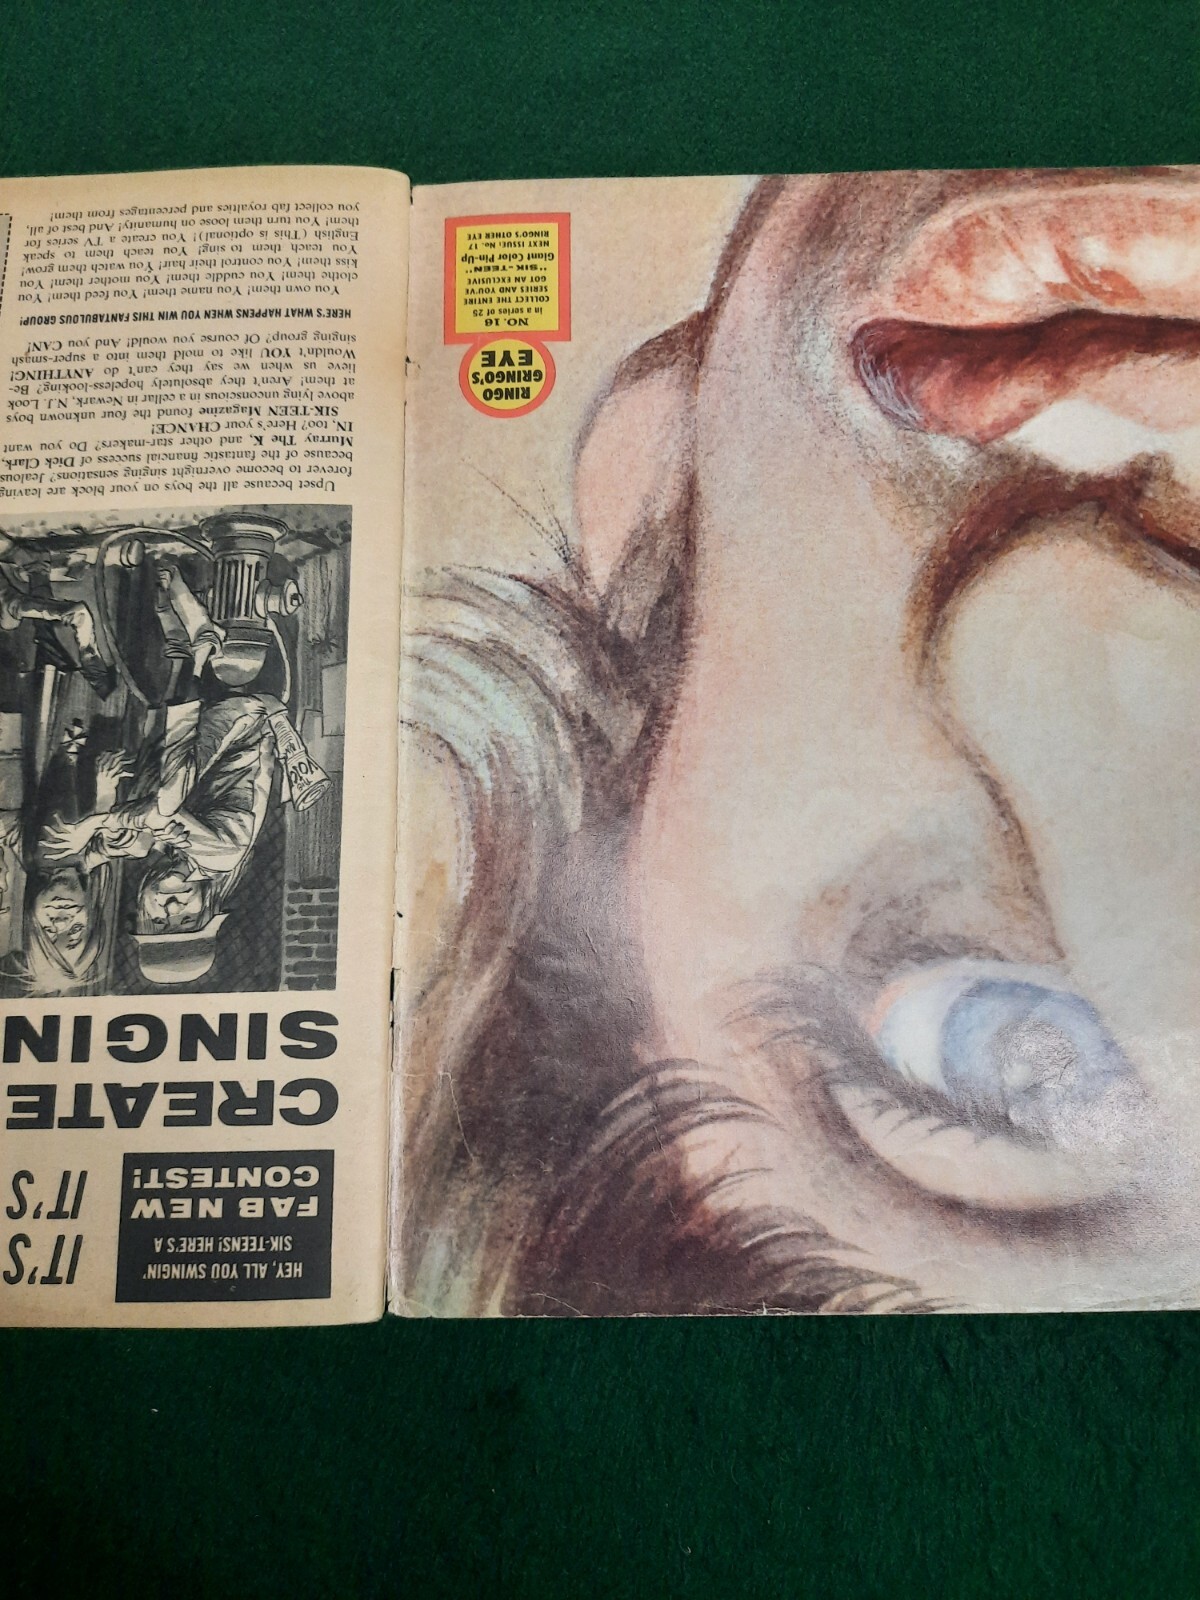 HEY, ALL YOU SWINGIN'
SIK-TEENS! HERE'S A
FAB NEW
CONTEST!
IT'S
IT'S
CREATE
SINGIN
THE
VOIC
Upset because all the boys on your block are leaving
forever to become overnight singing sensations? Jealous
because of the fantastic financial success of Dick Clark,
Murray The K, and other star-makers? Do you want
IN, too? Here's your CHANCE!
SIK-TEEN Magazine found the four unknown boys
above lying unconscious in a cellar in Newark, N.J. Look
at them! Aren't they absolutely hopeless-looking? Be-
lieve us when we say they can't do ANYTHING!
Wouldn't YOU like to mold them into a super-smash
singing group? Of course you would! And you CAN!
HERE'S WHAT HAPPENS WHEN YOU WIN THIS FANTABULOUS GROUP!
You own them! You name them! You feed them! You
clothe them! You cuddle them! You mother them! You
kiss them! You control their hair! You watch them grow!
You teach them to sing! You teach them to speak
English (This is optional)! You create a TV series for
them! You turn them loose on humanity! And best of all,
you collect fab royalties and percentages from them!
RINGO
GRINGO'S
EYE
NO. 16
in a series of 25
COLLECT THE ENTIRE
SERIES AND YOU'VE
GOT AN EXCLUSIVE
"SIK-TEEN"
Giant Color Pin-Up
NEXT ISSUE: No. 17
RINGO'S OTHER EYE